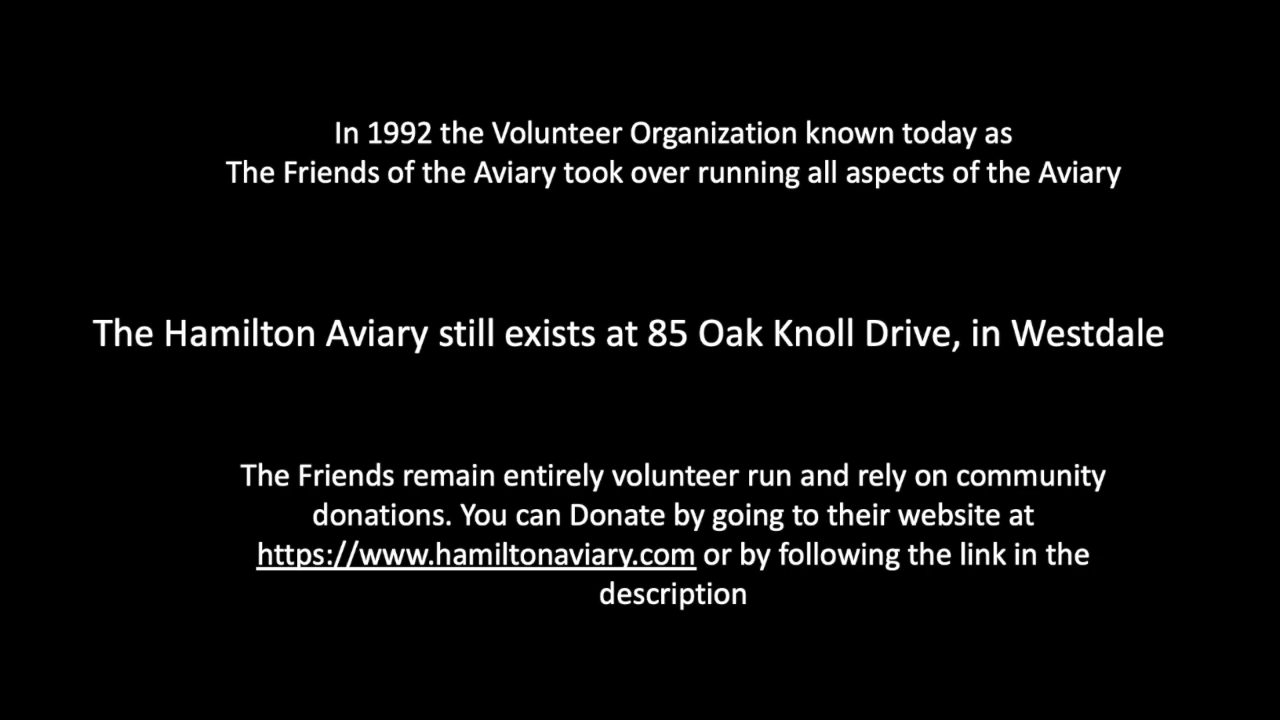 In 1992 the Volunteer Organization known today as
The Friends of the Aviary took over running all aspects of the Aviary
The Hamilton Aviary still exists at 85 Oak Knoll Drive, in Westdale
The Friends remain entirely volunteer run and rely on community
donations. You can Donate by going to their website at
https://www.hamiltonaviary.com or by following the link in the
description